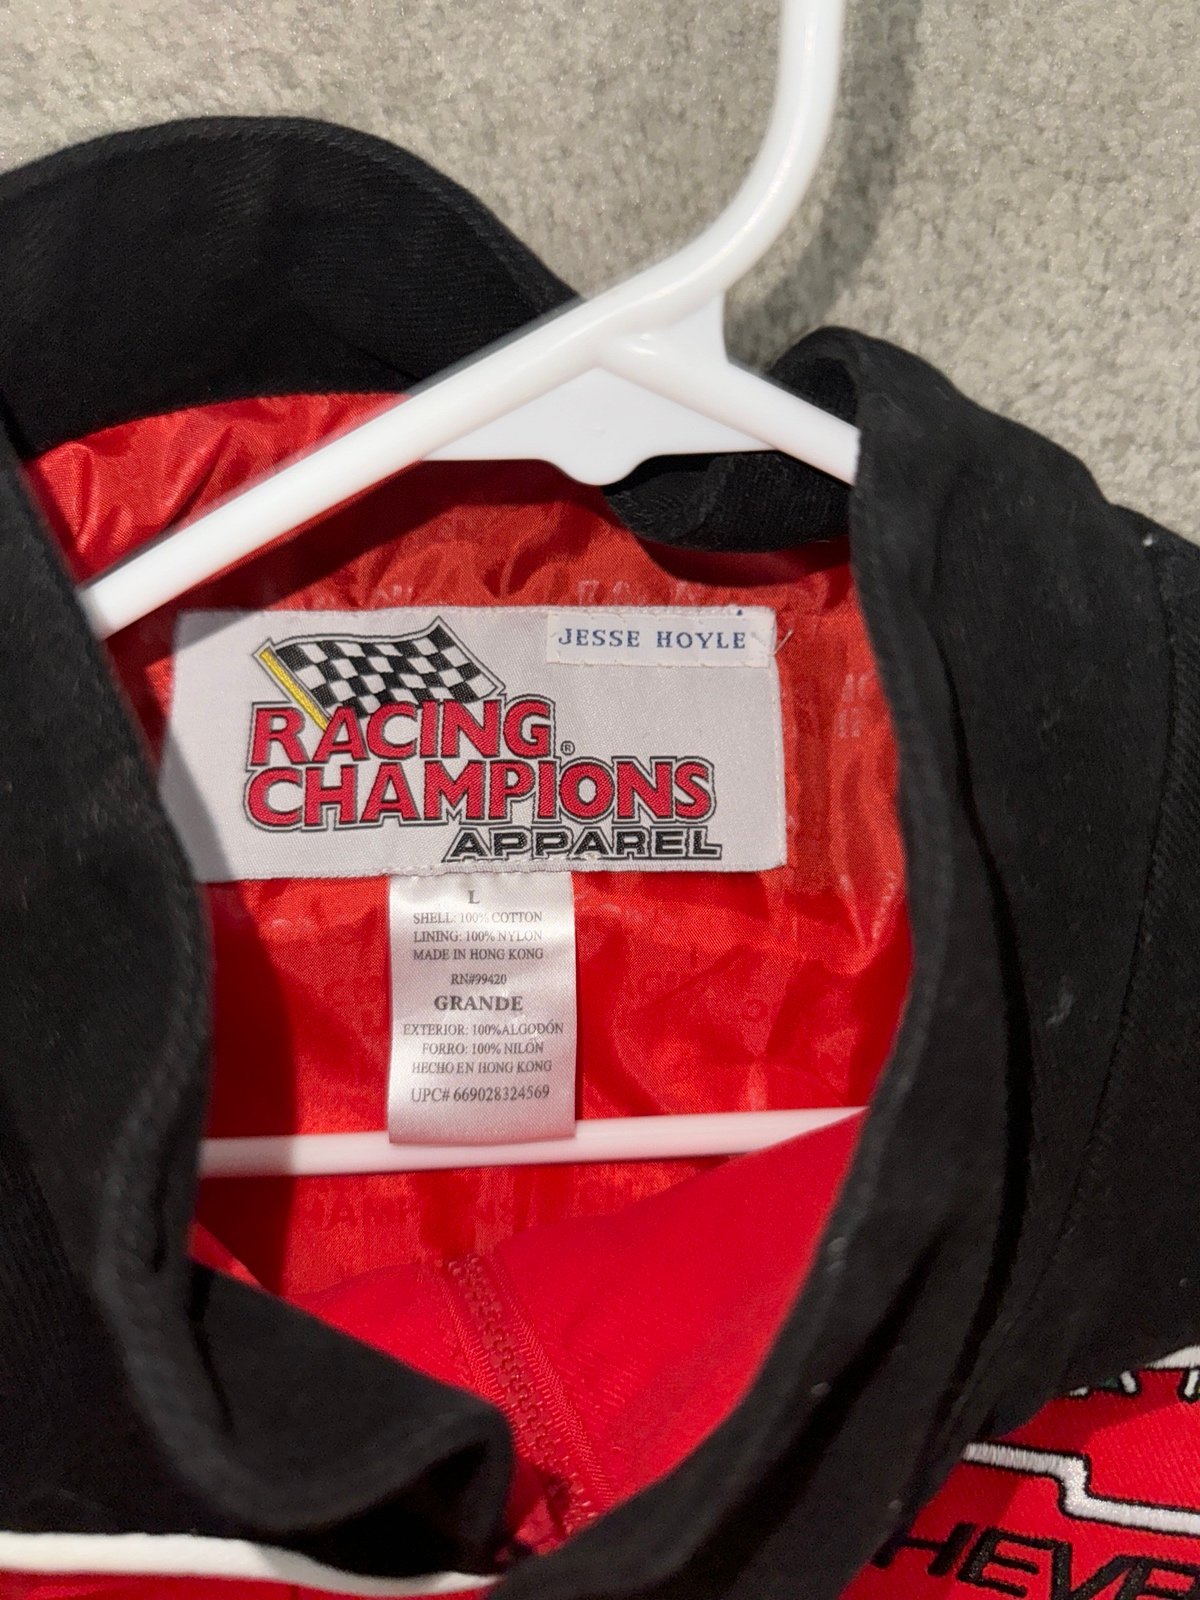 JESSE HOYLE
RACING®
CHAMPIONS
APPAREL
L
SHELL: 100% COTTON
LINING: 100% NYLON
MADE IN HONG KONG
RN#99420
GRANDE
EXTERIOR: 100%ALGODÓN
FORRO: 100% NILÓN
HECHO EN HONG KONG
UPC# 669028324569